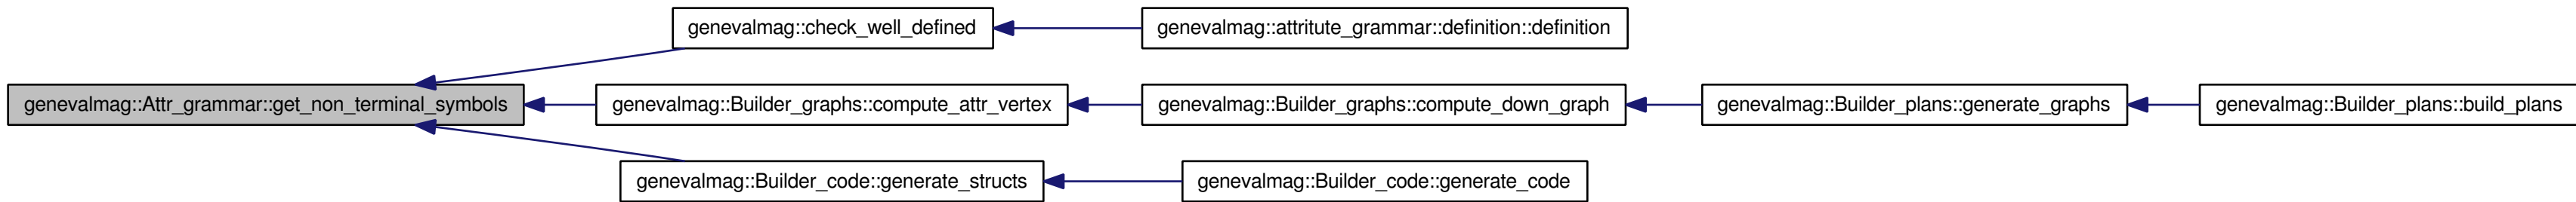 genevalmag::check_well_defined
genevalmag::attritute_grammar::definition::definition
genevalmag::Attr_grammar::get_non_terminal_symbols
genevalmag::Builder_graphs::compute_attr_vertex
genevalmag::Builder_graphs::compute_down_graph
genevalmag::Builder_plans::generate_graphs
genevalmag::Builder_plans::build_plans
genevalmag::Builder_code::generate_structs
genevalmag::Builder_code::generate_code